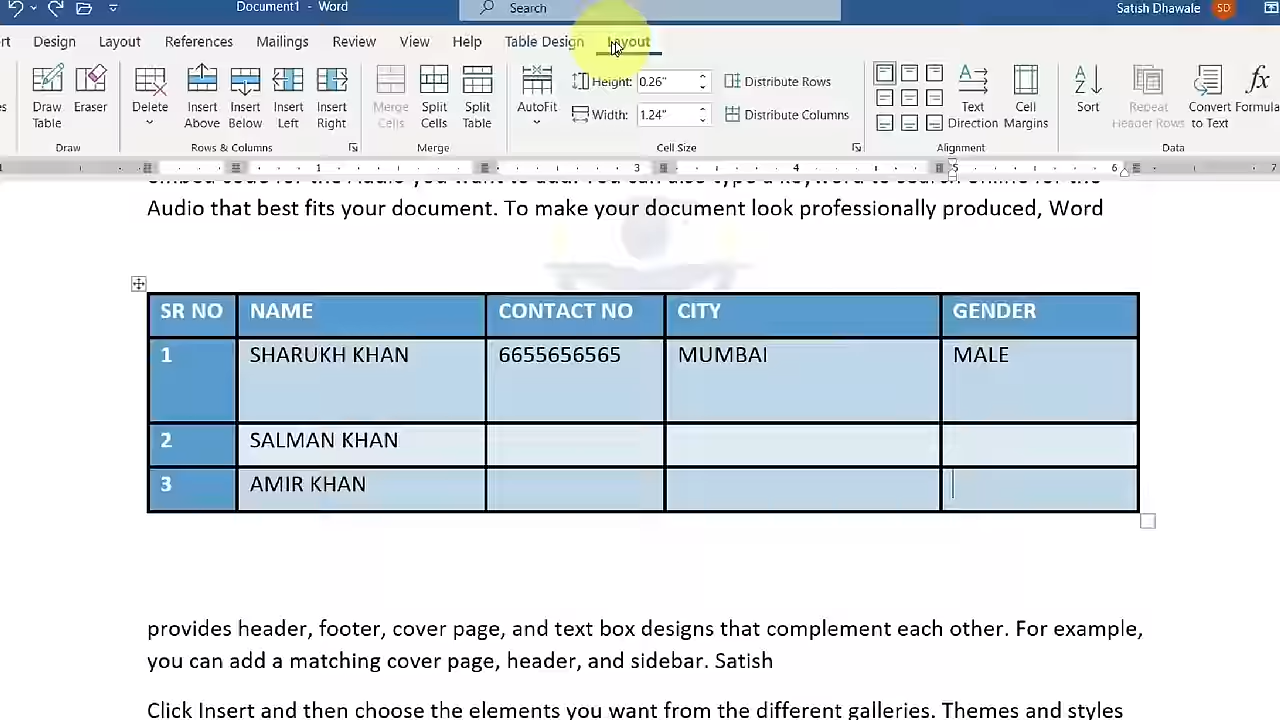 Document1 - Word
Search
Satish Dhawale
SD
Design
Layout
References
Mailings
Review
View
Help
Table Design
Layout
Draw
Table
Eraser
Delete
Insert
Above
Insert
Below
Insert
Left
Insert
Right
Merge
Cells
Split
Cells
Split
Table
AutoFit
Height: 0.26"
Width: 1.24"
Distribute Rows
Distribute Columns
Text
Direction
Cell
Margins
Sort
Repeat
Header Rows
Convert
to Text
fx
Formula
Draw
Rows & Columns
Merge
Cell Size
Alignment
Data
1 3 4 5 6 7
Audio that best fits your document. To make your document look professionally produced, Word
SR NO NAME CONTACT NO CITY GENDER
1 SHARUKH KHAN 6655656565 MUMBAI MALE
2 SALMAN KHAN
3 AMIR KHAN
provides header, footer, cover page, and text box designs that complement each other. For example,
you can add a matching cover page, header, and sidebar. Satish
Click Insert and then choose the elements you want from the different galleries. Themes and styles